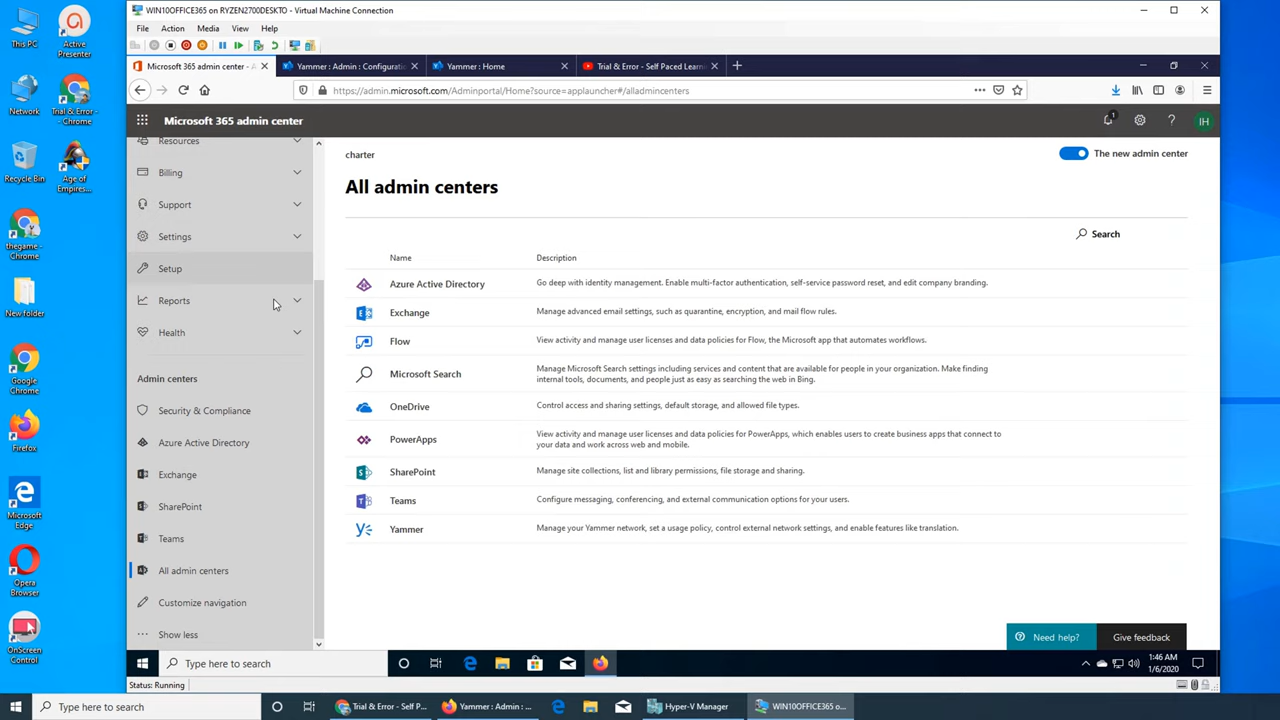 WIN10OFFICE365 on RYZEN2700DESKTO - Virtual Machine Connection
File Action Media View Help
Microsoft 365 admin center - A
Yammer : Admin : Configuratio
Yammer : Home
Trial & Error - Self Paced Learni
https://admin.microsoft.com/Adminportal/Home?source=applauncher#/alladmincenters
Microsoft 365 admin center
1
IH
Resources
Billing
Support
Settings
Setup
Reports
Health
Admin centers
Security & Compliance
Azure Active Directory
Exchange
SharePoint
Teams
All admin centers
Customize navigation
Show less
charter
The new admin center
All admin centers
Search
Name Description
Azure Active Directory Go deep with identity management. Enable multi-factor authentication, self-service password reset, and edit company branding.
Exchange Manage advanced email settings, such as quarantine, encryption, and mail flow rules.
Flow View activity and manage user licenses and data policies for Flow, the Microsoft app that automates workflows.
Microsoft Search Manage Microsoft Search settings including services and content that are available for people in your organization. Make finding
internal tools, documents, and people just as easy as searching the web in Bing.
OneDrive Control access and sharing settings, default storage, and allowed file types.
PowerApps View activity and manage user licenses and data policies for PowerApps, which enables users to create business apps that connect to
your data and work across web and mobile.
SharePoint Manage site collections, list and library permissions, file storage and sharing.
Teams Configure messaging, conferencing, and external communication options for your users.
Yammer Manage your Yammer network, set a usage policy, control external network settings, and enable features like translation.
Need help?
Give feedback
Type here to search
1:46 AM
1/6/2020
Status: Running
This PC
Active
Presenter
Network
Trial & Error -
- Chrome
Recycle Bin
Age of
Empires...
thegame -
Chrome
New folder
Google
Chrome
Firefox
Microsoft
Edge
Opera
Browser
OnScreen
Control
Type here to search
Trial & Error - Self P...
Yammer : Admin : ...
Hyper-V Manager
WIN10OFFICE365 o...